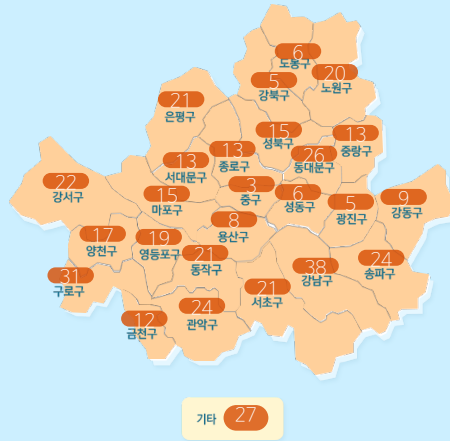 6
도봉구
20
노원구
5
강북구
21
은평구
15
성북구
13
중랑구
13
종로구
26
동대문구
13
서대문구
22
강서구
15
마포구
3
중구
6
성동구
5
광진구
9
강동구
8
용산구
17
양천구
19
영등포구
21
동작구
38
강남구
24
송파구
31
구로구
21
서초구
24
관악구
12
금천구
기타 27